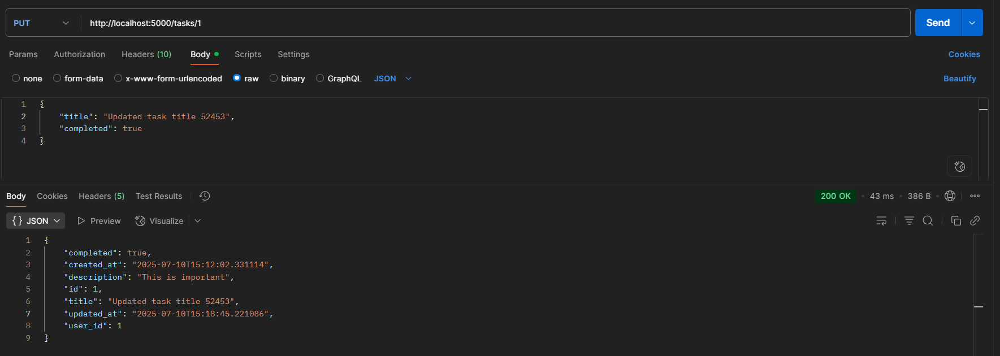 PUT http://localhost:5000/tasks/1 Send
Params Authorization Headers (10) Body Scripts Settings Cookies
none form-data x-www-form-urlencoded raw binary GraphQL JSON Beautify
1 {
2 "title": "Updated task title 52453",
3 "completed": true
4 }
Body Cookies Headers (5) Test Results 200 OK 43 ms 386 B
{} JSON Preview Visualize
1 {
2 "completed": true,
3 "created_at": "2025-07-10T15:12:02.331114",
4 "description": "This is important",
5 "id": 1,
6 "title": "Updated task title 52453",
7 "updated_at": "2025-07-10T15:18:45.221086",
8 "user_id": 1
9 }